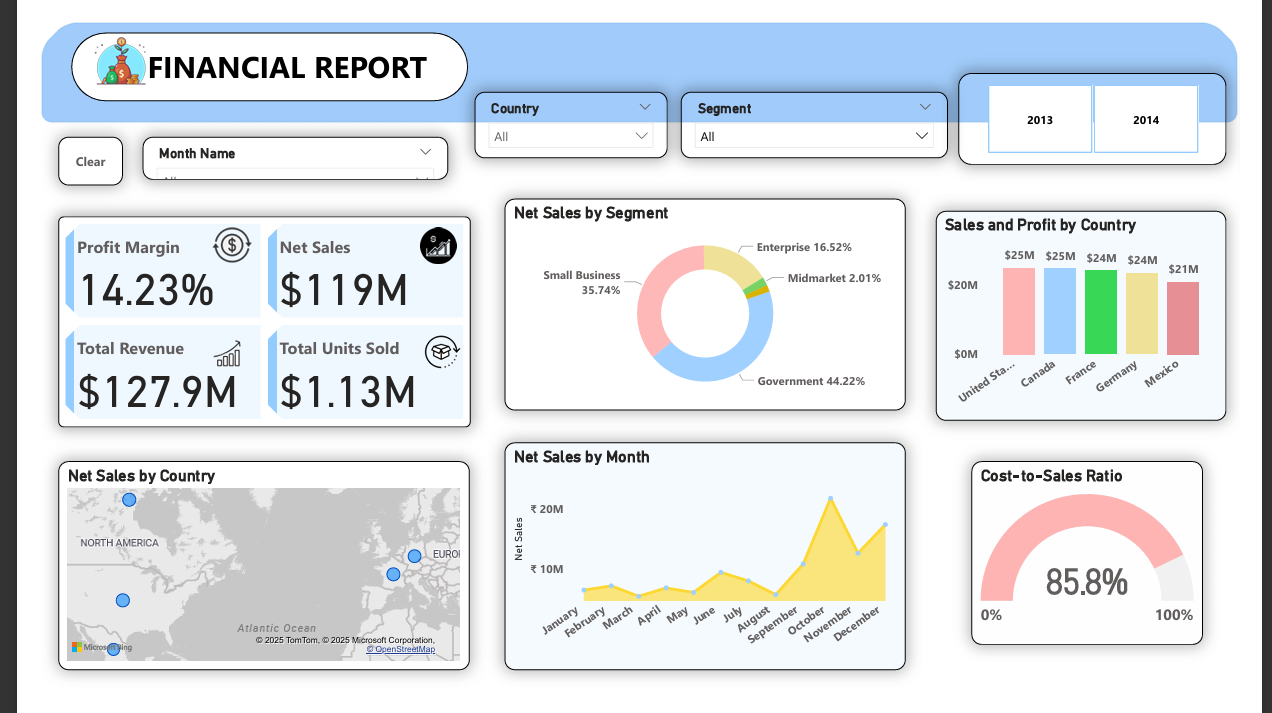 FINANCIAL REPORT
Country
All
Segment
All
2013
2014
Clear
Month Name
Profit Margin
14.23%
Net Sales
$119M
Total Revenue
$127.9M
Total Units Sold
$1.13M
Net Sales by Segment
Enterprise 16.52%
Midmarket 2.01%
Small Business
35.74%
Government 44.22%
Sales and Profit by Country
$25M
$25M
$24M
$24M
$21M
$20M
$0M
United Sta...
Canada
France
Germany
Mexico
Net Sales by Country
NORTH AMERICA
EURO
Atlantic Ocean
Microsoft Bing
© 2025 TomTom, © 2025 Microsoft Corporation,
© OpenStreetMap
Net Sales by Month
Net Sales
₹ 20M
₹ 10M
January
February
March
April
May
June
July
August
September
October
November
December
Cost-to-Sales Ratio
85.8%
0%
100%